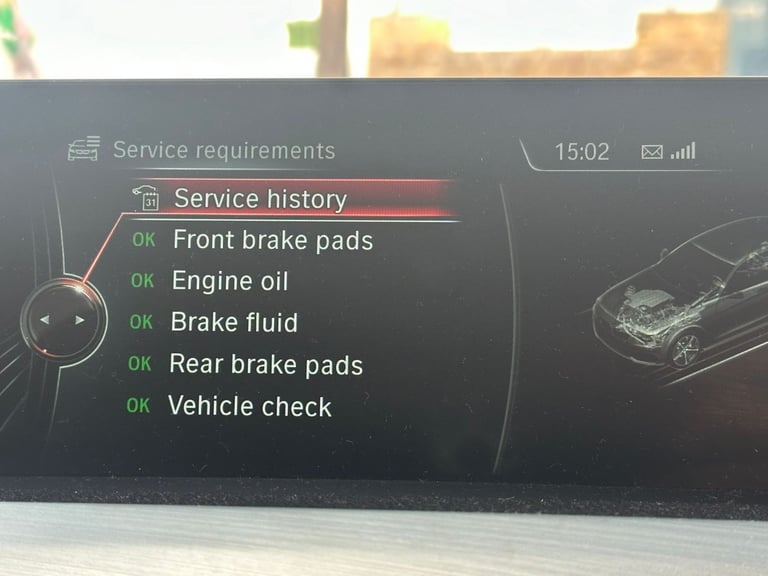 Service requirements
15:02
31 Service history
OK Front brake pads
OK Engine oil
OK Brake fluid
OK Rear brake pads
OK Vehicle check